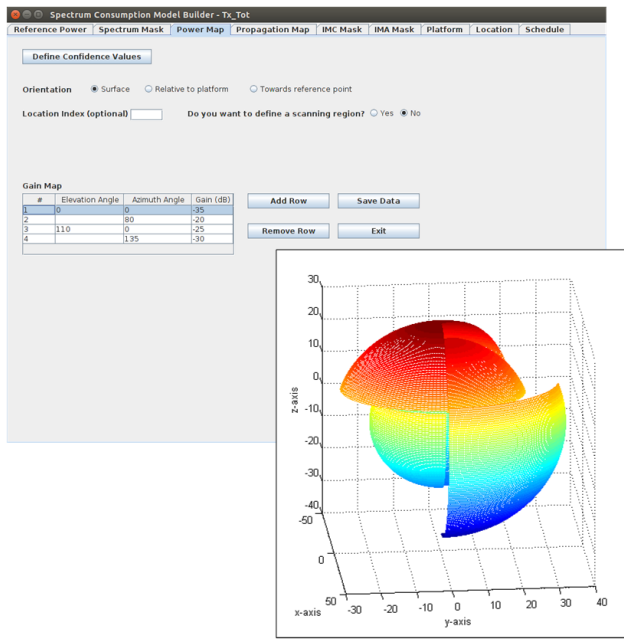 Spectrum Consumption Model Builder - Tx_Tot
Reference Power Spectrum Mask Power Map Propagation Map IMC Mask IMA Mask Platform Location Schedule
Define Confidence Values
Orientation Surface Relative to platform Towards reference point
Location Index (optional) Do you want to define a scanning region? Yes No
Gain Map
# Elevation Angle Azimuth Angle Gain (dB)
1 0 0 -35
2 80 -20
3 110 0 -25
4 135 -30
Add Row Save Data
Remove Row Exit
30
20
10
0
-10
-20
-30
-40
z-axis
-50
0
50
x-axis
-30 -20 -10 0 10 20 30 40
y-axis